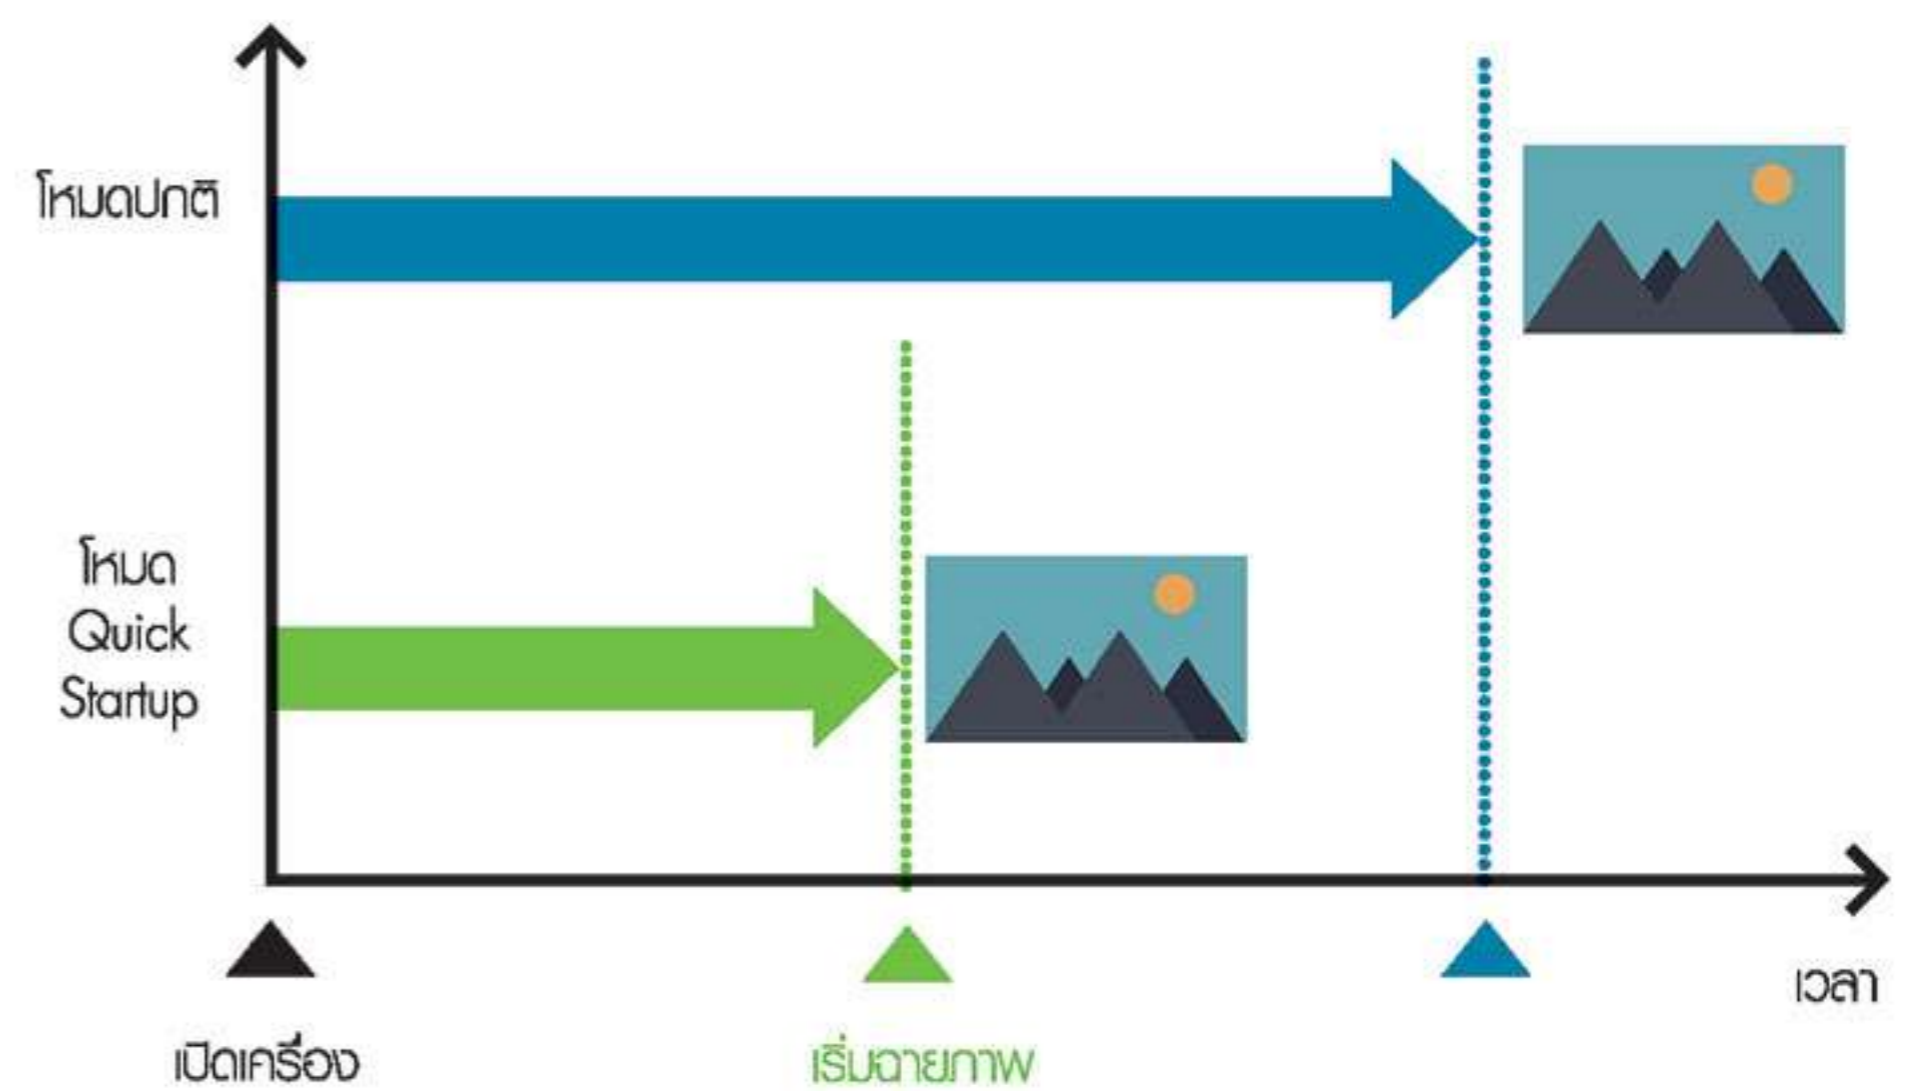 โหมดปกติ
โหมด
Quick
Startup
เวลา
เปิดเครื่อง
เริ่มฉายภาพ